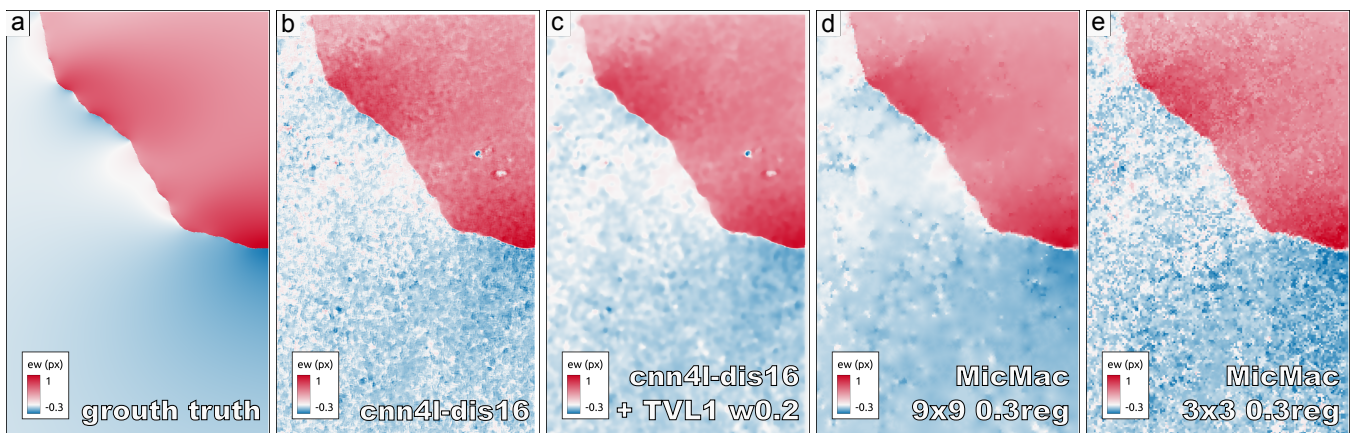 a
ew (px)
1
-0.3
grouth truth
b
ew (px)
1
-0.3
cnn4l-dis16
c
ew (px)
1
-0.3
cnn4l-dis16
+ TVL1 w0.2
d
ew (px)
1
-0.3
MicMac
9x9 0.3reg
e
ew (px)
1
-0.3
MicMac
3x3 0.3reg